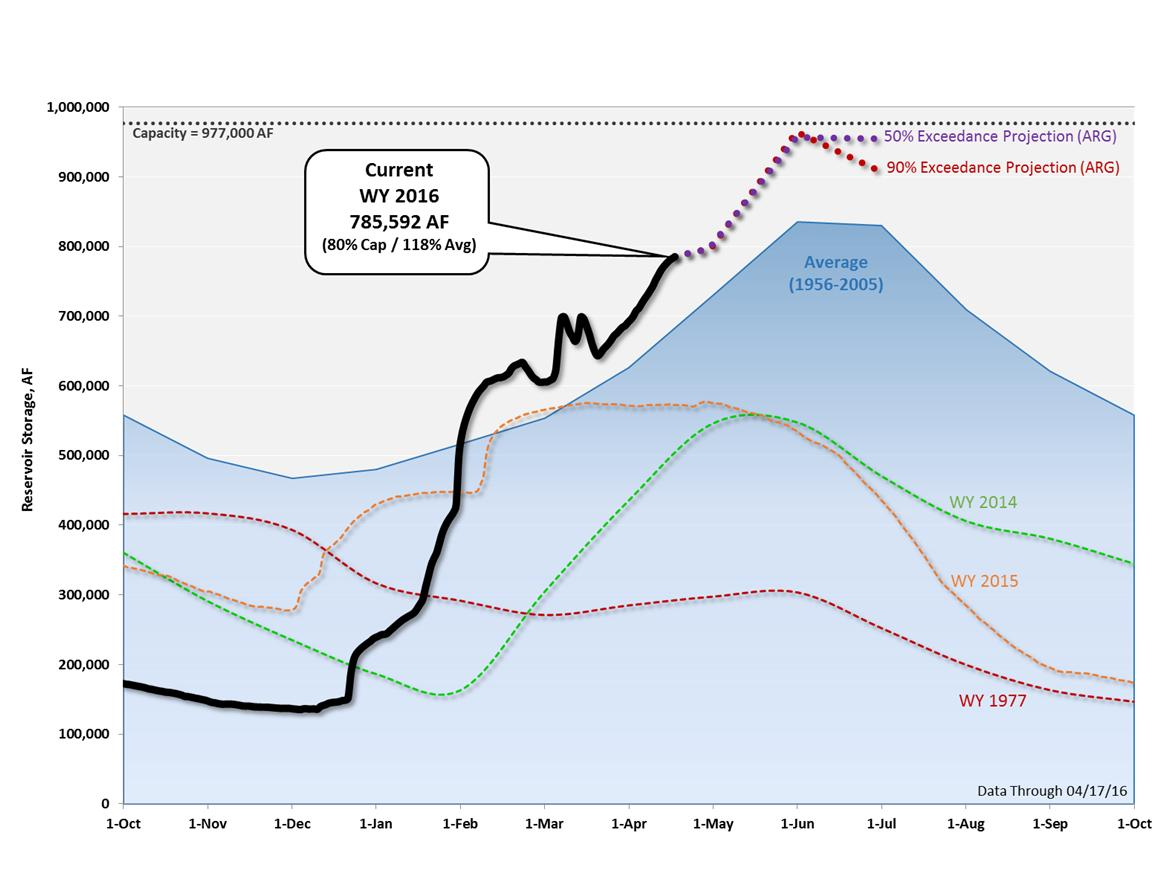 1,000,000
Capacity = 977,000 AF
50% Exceedance Projection (ARG)
90% Exceedance Projection (ARG)
900,000
Current
WY 2016
785,592 AF
(80% Cap / 118% Avg)
800,000
Average
(1956-2005)
700,000
600,000
500,000
400,000
300,000
200,000
100,000
0
Reservoir Storage, AF
WY 2014
WY 2015
WY 1977
Data Through 04/17/16
1-Oct
1-Nov
1-Dec
1-Jan
1-Feb
1-Mar
1-Apr
1-May
1-Jun
1-Jul
1-Aug
1-Sep
1-Oct